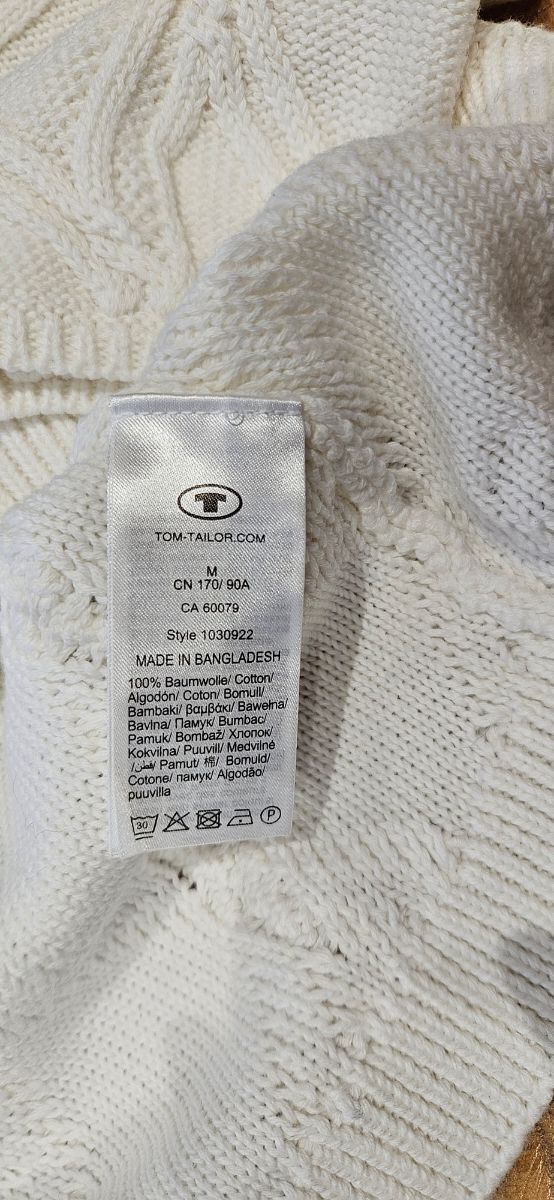 T
TOM-TAILOR.COM
M
CN 170/ 90A
CA 60079
Style 1030922
MADE IN BANGLADESH
100% Baumwolle/ Cotton/
Algodón/ Coton/ Bomull/
Bambaki/ βαμβάκι/ Bawełna/
Bavlna/ Памук/ Bumbac/
Pamuk/ Bombaž/ Хлопок/
Kokvilna/ Puuvill/ Medvilnė
/قطن/ Pamut/ 棉/ Bomuld/
Cotone/ памук/ Algodão/
puuvilla
30 P